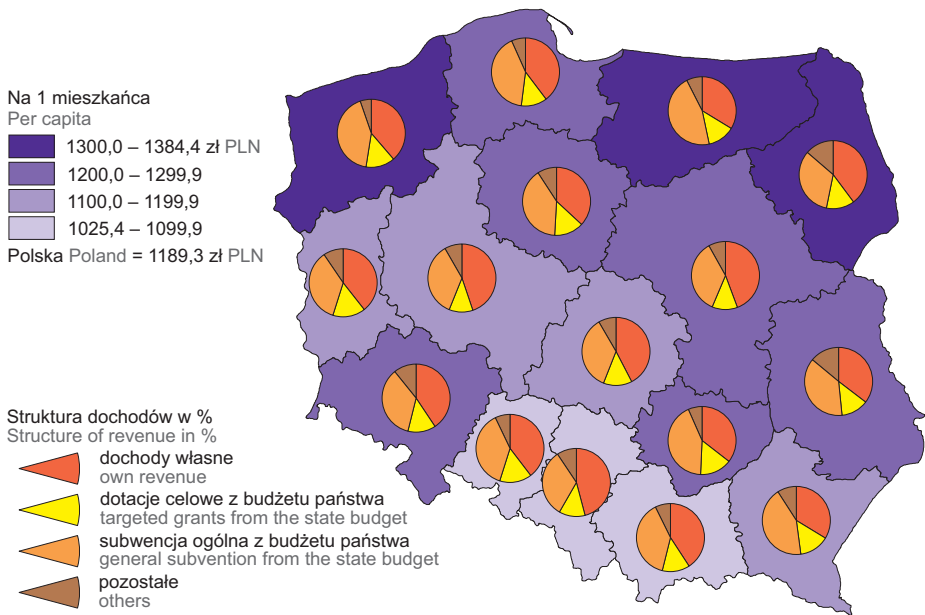 Na 1 mieszkańca
Per capita
1300,0 – 1384,4 zł PLN
1200,0 – 1299,9
1100,0 – 1199,9
1025,4 – 1099,9
Polska Poland = 1189,3 zł PLN
Struktura dochodów w %
Structure of revenue in %
dochody własne
own revenue
dotacje celowe z budżetu państwa
targeted grants from the state budget
subwencja ogólna z budżetu państwa
general subvention from the state budget
pozostałe
others